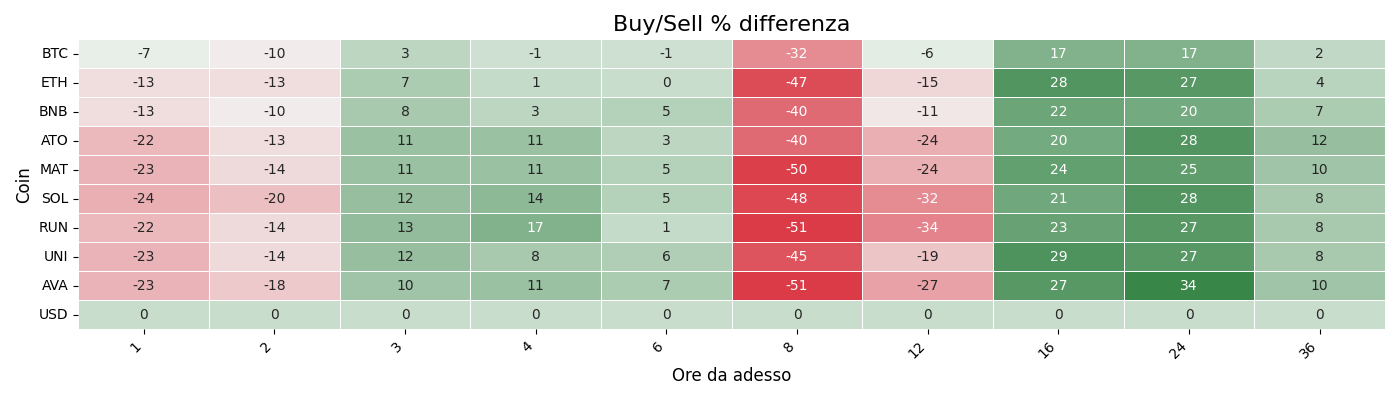 Buy/Sell % differenza
Coin
BTC -7 -10 3 -1 -1 -32 -6 17 17 2
ETH -13 -13 7 1 0 -47 -15 28 27 4
BNB -13 -10 8 3 5 -40 -11 22 20 7
ATO -22 -13 11 11 3 -40 -24 20 28 12
MAT -23 -14 11 11 5 -50 -24 24 25 10
SOL -24 -20 12 14 5 -48 -32 21 28 8
RUN -22 -14 13 17 1 -51 -34 23 27 8
UNI -23 -14 12 8 6 -45 -19 29 27 8
AVA -23 -18 10 11 7 -51 -27 27 34 10
USD 0 0 0 0 0 0 0 0 0 0
1 2 3 4 6 8 12 16 24 36
Ore da adesso